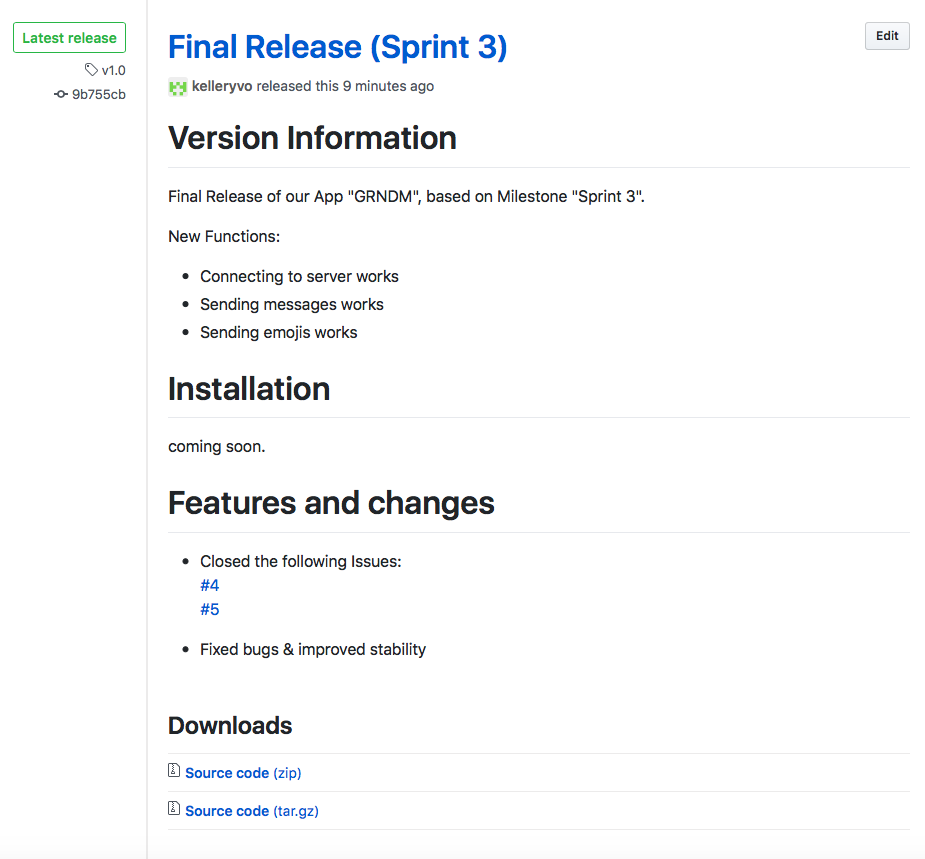 Latest release
v1.0
9b755cb
Final Release (Sprint 3)
Edit
kelleryvo released this 9 minutes ago
Version Information
Final Release of our App "GRNDM", based on Milestone "Sprint 3".
New Functions:
Connecting to server works
Sending messages works
Sending emojis works
Installation
coming soon.
Features and changes
Closed the following Issues:
#4
#5
Fixed bugs & improved stability
Downloads
Source code (zip)
Source code (tar.gz)